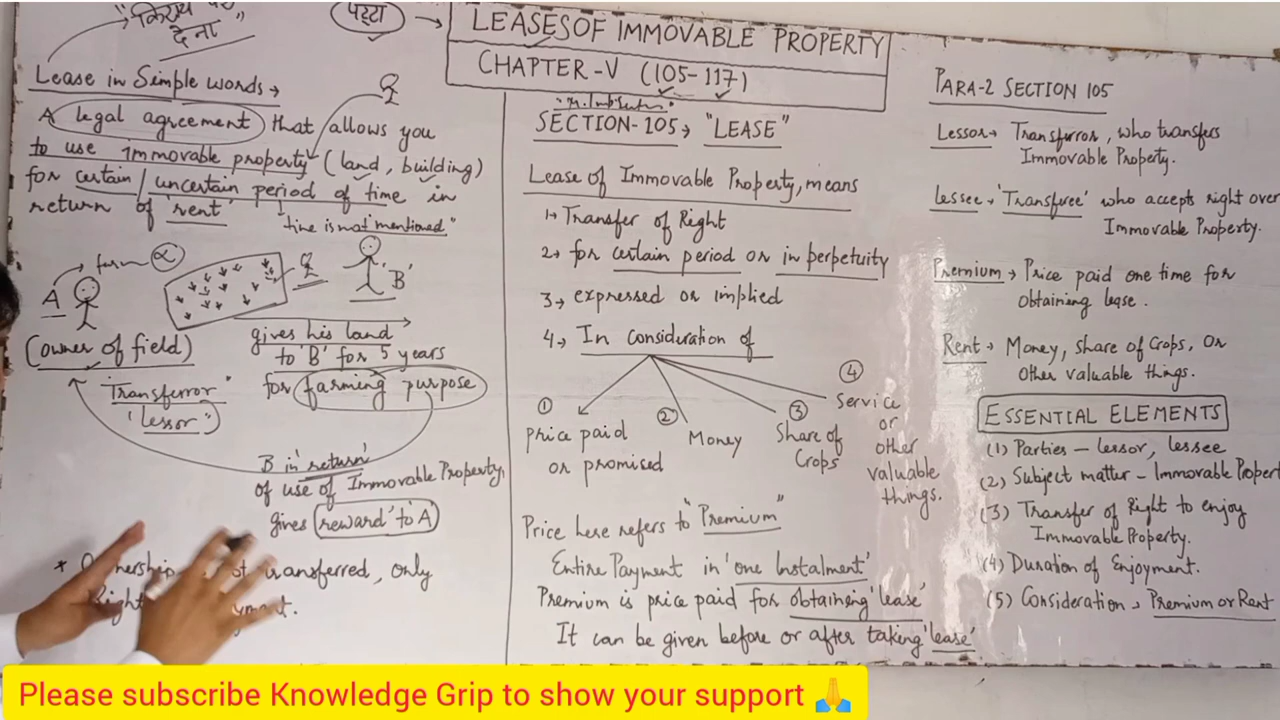 "किराये पर
देना"
पट्टा
LEASES OF IMMOVABLE PROPERTY
CHAPTER-V (105-117)
Lease in Simple words →
A legal agreement that allows you
to use immovable property (land, building)
for certain/uncertain period of time in
return of 'rent'
"time is not mentioned"
A
farm
'B'
(owner of field)
"Transferror"
"lessor")
gives his land
to 'B' for 5 years
for farming purpose
B in 'return'
of use of Immovable Property,
gives 'reward' to 'A'
* transferred, only
SECTION-105 → "LEASE"
Lease of Immovable Property, means
1→ Transfer of Right
2→ for certain period or in perpetuity
3→ expressed or implied
4→ In consideration of
① Price paid
or promised
② Money
③ Share of
Crops
④ Service
or
other
valuable
things.
Price here refers to "Premium"
Entire Payment in 'one Instalment'
Premium is price paid for obtaining 'lease'
It can be given before or after taking 'lease'
PARA-2 SECTION 105
Lessor → Transferror, who transfers
Immovable Property.
Lessee → 'Transferee' who accepts right over
Immovable Property.
Premium → Price paid one time for
obtaining lease.
Rent → Money, share of Crops, or
other valuable things.
ESSENTIAL ELEMENTS
(1) Parties – lessor, lessee
(2) Subject matter – Immovable Propert
(3) Transfer of Right to enjoy
Immovable Property.
(4) Duration of Enjoyment.
(5) Consideration → Premium or Rent
Please subscribe Knowledge Grip to show your support 🙏